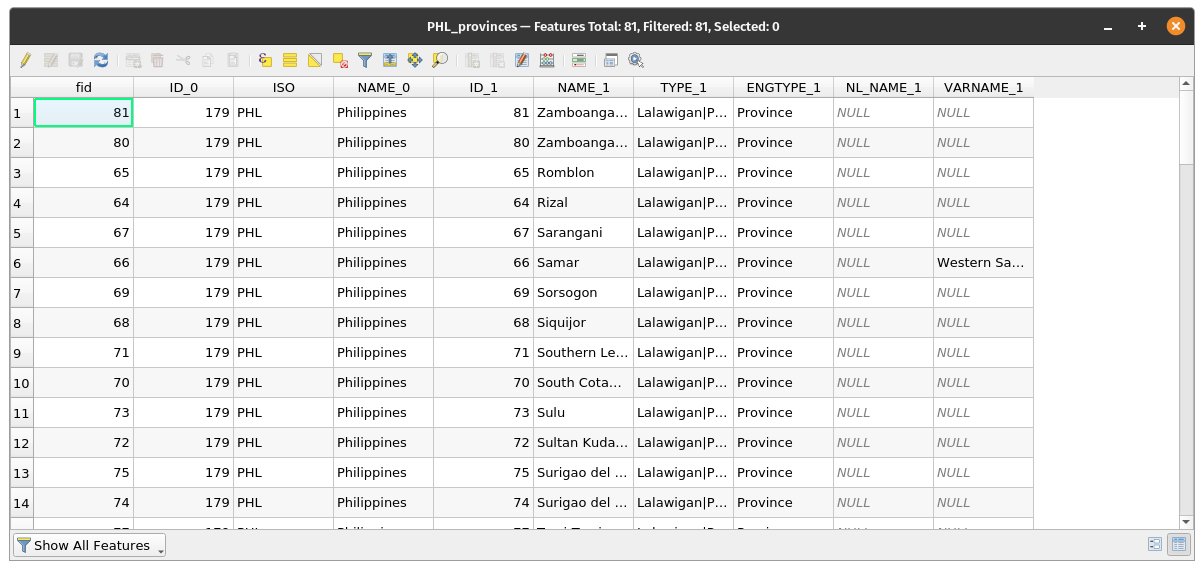 PHL_provinces — Features Total: 81, Filtered: 81, Selected: 0
fid ID_0 ISO NAME_0 ID_1 NAME_1 TYPE_1 ENGTYPE_1 NL_NAME_1 VARNAME_1
1 81 179 PHL Philippines 81 Zamboanga... Lalawigan|P... Province NULL NULL
2 80 179 PHL Philippines 80 Zamboanga... Lalawigan|P... Province NULL NULL
3 65 179 PHL Philippines 65 Romblon Lalawigan|P... Province NULL NULL
4 64 179 PHL Philippines 64 Rizal Lalawigan|P... Province NULL NULL
5 67 179 PHL Philippines 67 Sarangani Lalawigan|P... Province NULL NULL
6 66 179 PHL Philippines 66 Samar Lalawigan|P... Province NULL Western Sa...
7 69 179 PHL Philippines 69 Sorsogon Lalawigan|P... Province NULL NULL
8 68 179 PHL Philippines 68 Siquijor Lalawigan|P... Province NULL NULL
9 71 179 PHL Philippines 71 Southern Le... Lalawigan|P... Province NULL NULL
10 70 179 PHL Philippines 70 South Cota... Lalawigan|P... Province NULL NULL
11 73 179 PHL Philippines 73 Sulu Lalawigan|P... Province NULL NULL
12 72 179 PHL Philippines 72 Sultan Kuda... Lalawigan|P... Province NULL NULL
13 75 179 PHL Philippines 75 Surigao del ... Lalawigan|P... Province NULL NULL
14 74 179 PHL Philippines 74 Surigao del ... Lalawigan|P... Province NULL NULL
Show All Features